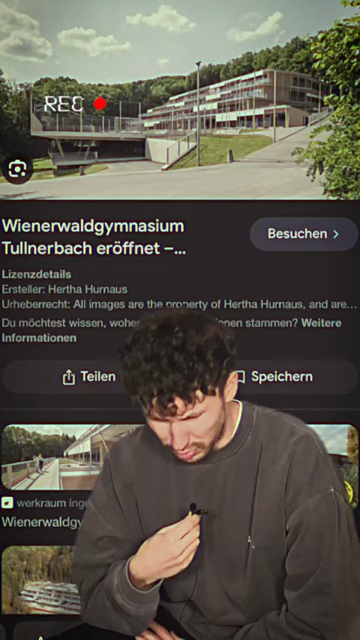 REC
Wienerwaldgymnasium
Tullnerbach eröffnet –...
Besuchen
Lizenzdetails
Ersteller: Hertha Hurnaus
Urheberrecht: All images are the property of Hertha Hurnaus, and are...
Du möchtest wissen, woher stammen? Weitere
Informationen
Teilen
Speichern
werkraum inge
Wienerwaldgy